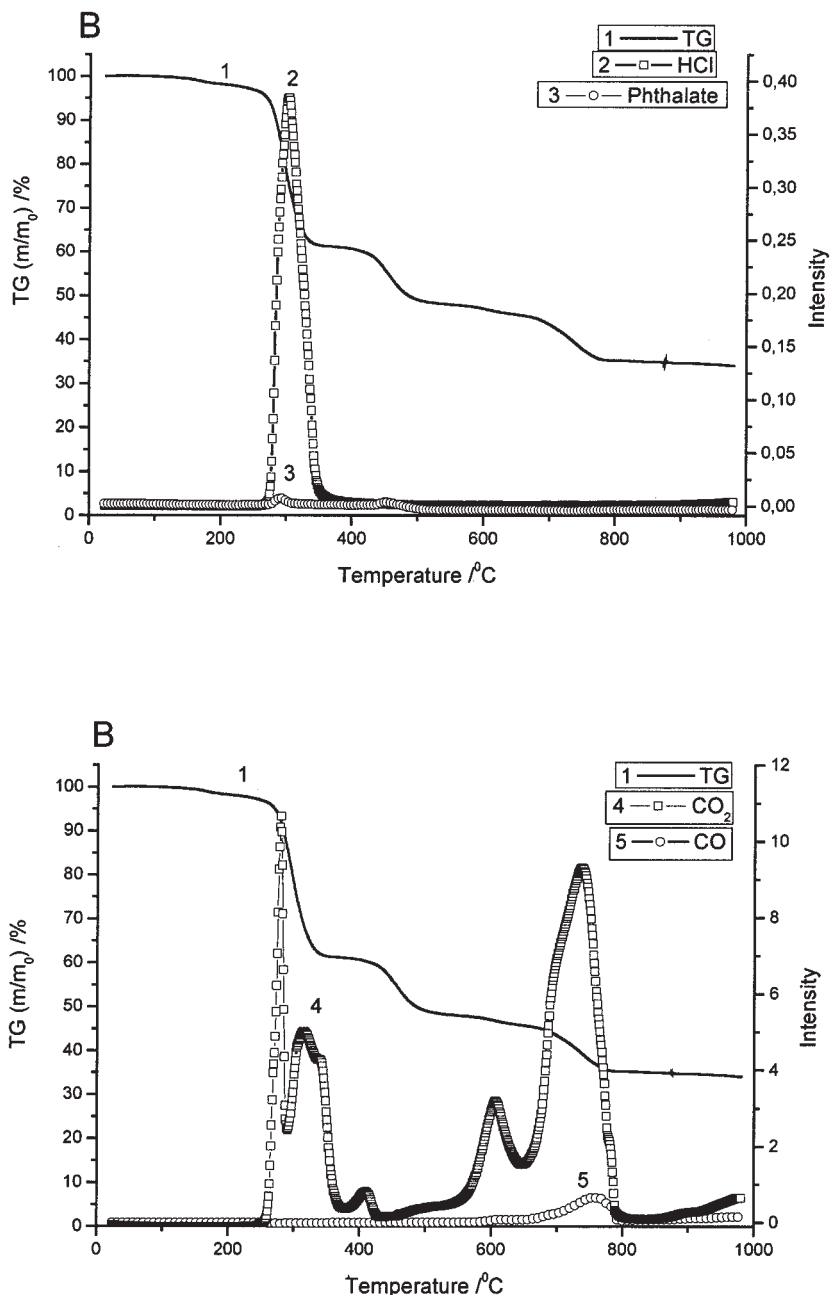 B
1 TG
2 HCl
3 Phthalate
1
2
3
100
90
80
70
60
50
40
30
20
10
0
TG (m/m0) /%
0,40
0,35
0,30
0,25
0,20
0,15
0,10
0,05
0,00
Intensity
0 200 400 600 800 1000
Temperature /⁰C
B
1 TG
4 CO₂
5 CO
1
4
5
100
90
80
70
60
50
40
30
20
10
0
TG (m/m₀) /%
12
10
8
6
4
2
0
Intensity
0 200 400 600 800 1000
Temperature /⁰C